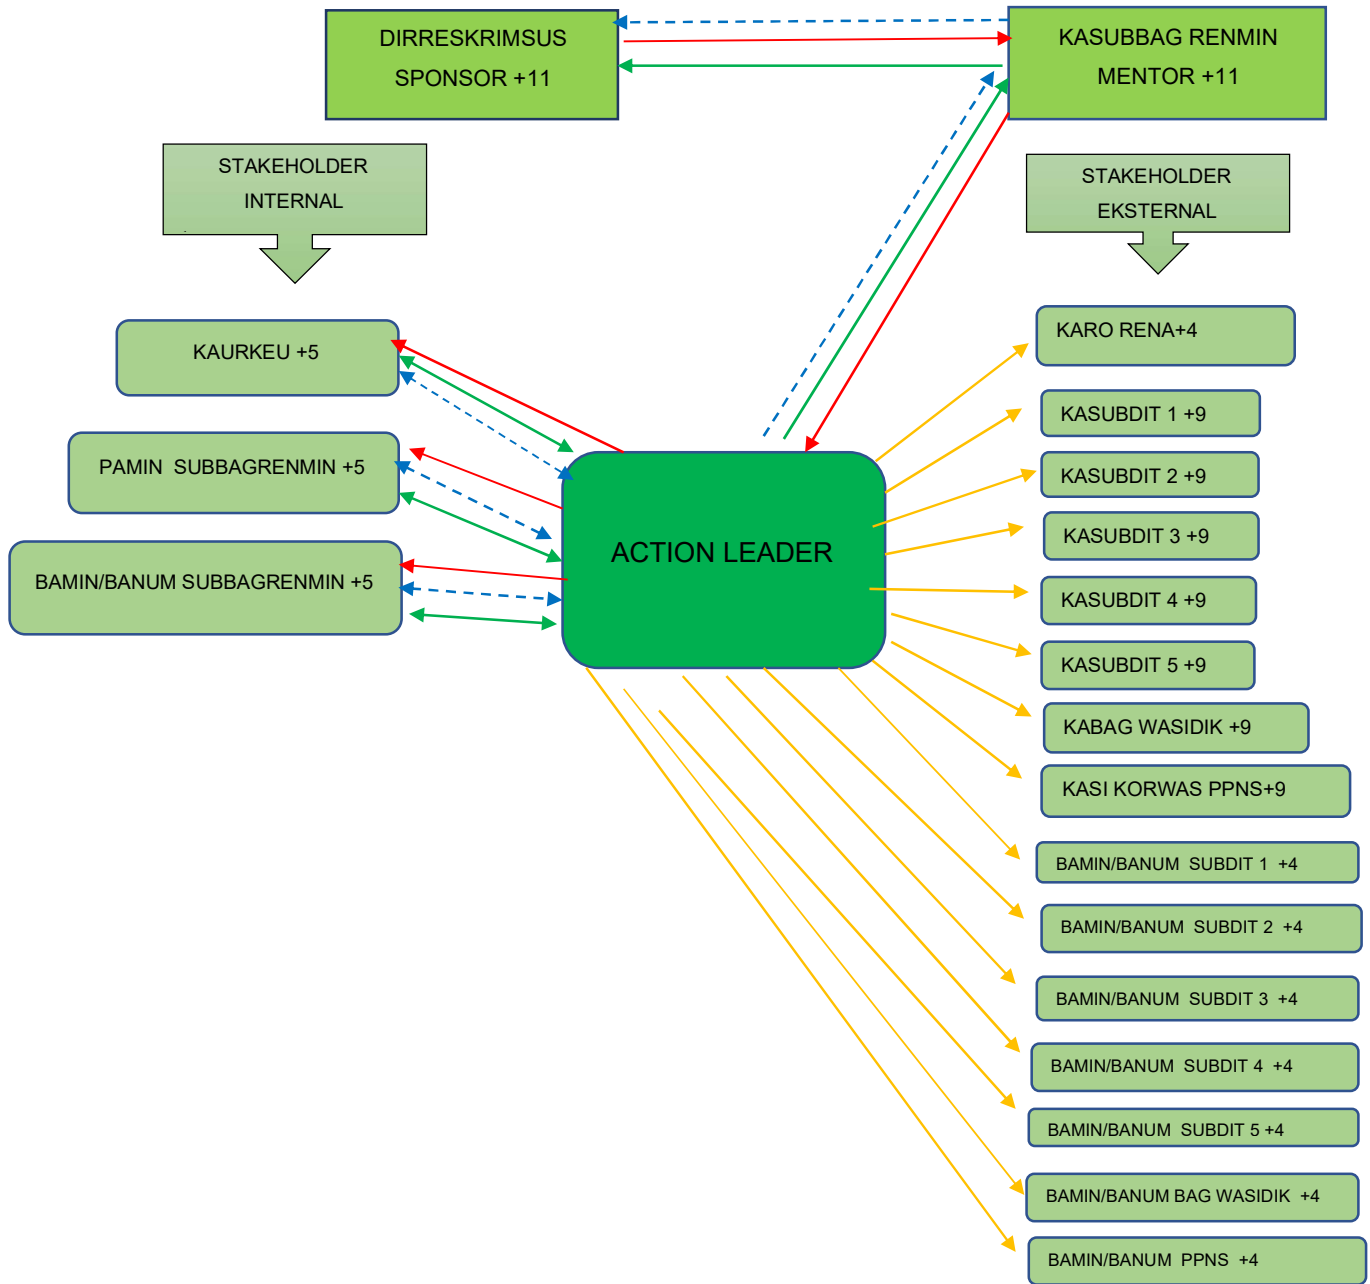 DIRRESKRIMSUS
SPONSOR +11
KASUBBAG RENMIN
MENTOR +11
STAKEHOLDER
INTERNAL
.
STAKEHOLDER
EKSTERNAL
KAURKEU +5
PAMIN SUBBAGRENMIN +5
BAMIN/BANUM SUBBAGRENMIN +5
ACTION LEADER
KARO RENA+4
KASUBDIT 1 +9
KASUBDIT 2 +9
KASUBDIT 3 +9
KASUBDIT 4 +9
KASUBDIT 5 +9
KABAG WASIDIK +9
KASI KORWAS PPNS+9
BAMIN/BANUM SUBDIT 1 +4
BAMIN/BANUM SUBDIT 2 +4
BAMIN/BANUM SUBDIT 3 +4
BAMIN/BANUM SUBDIT 4 +4
BAMIN/BANUM SUBDIT 5 +4
BAMIN/BANUM BAG WASIDIK +4
BAMIN/BANUM PPNS +4